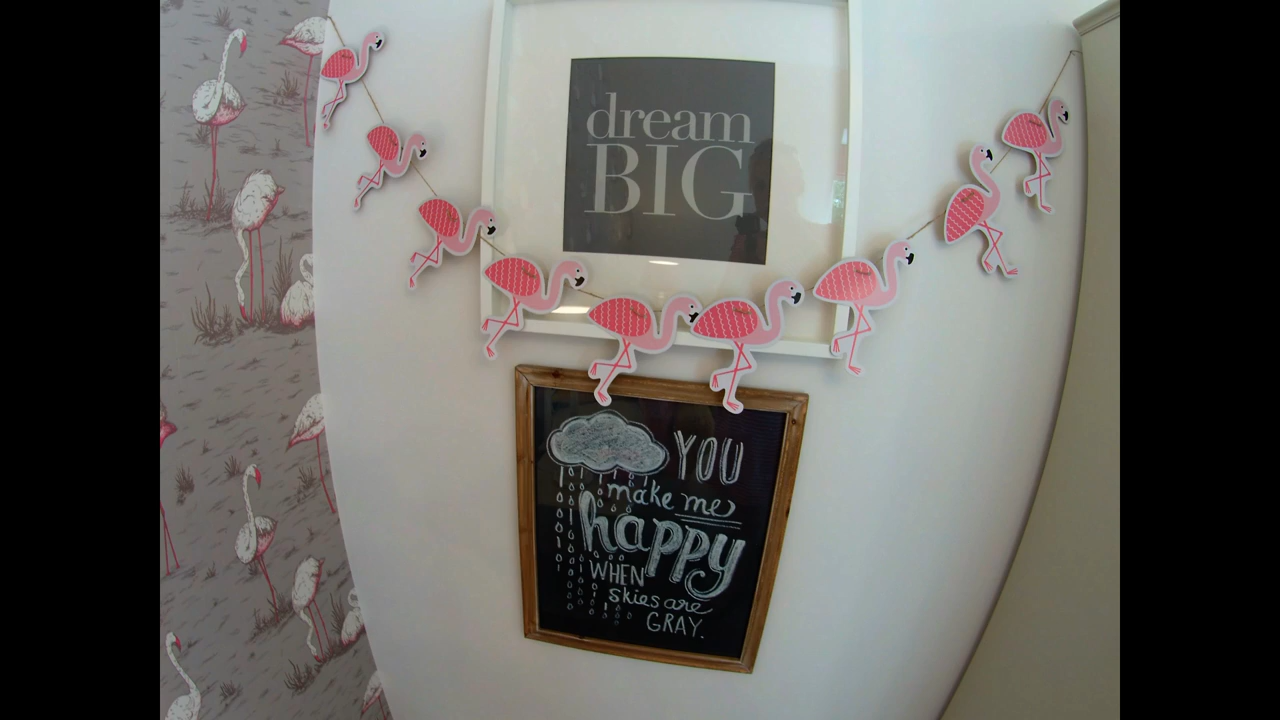 dream
BIG
YOU
make me
happy
WHEN
skies are
GRAY.